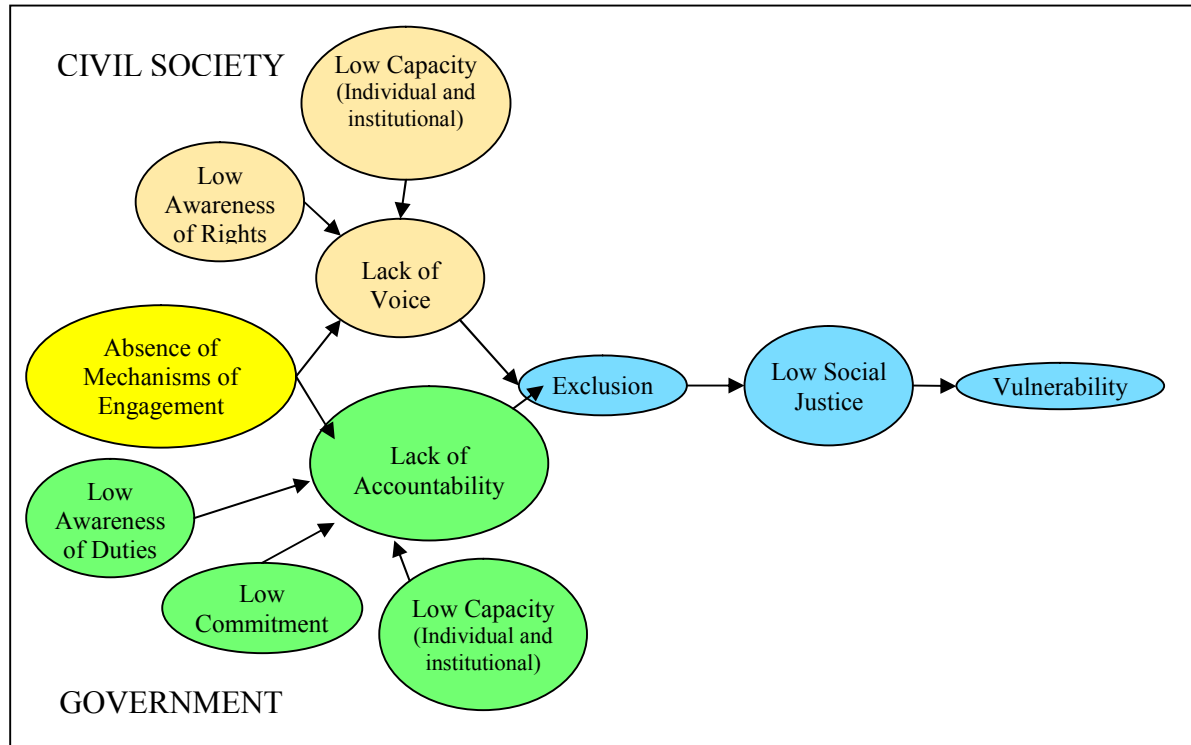 CIVIL SOCIETY
Low Capacity
(Individual and
institutional)
Low
Awareness
of Rights
Lack of
Voice
Absence of
Mechanisms of
Engagement
Exclusion
Low Social
Justice
Vulnerability
Lack of
Accountability
Low
Awareness
of Duties
Low
Commitment
Low Capacity
(Individual and
institutional)
GOVERNMENT